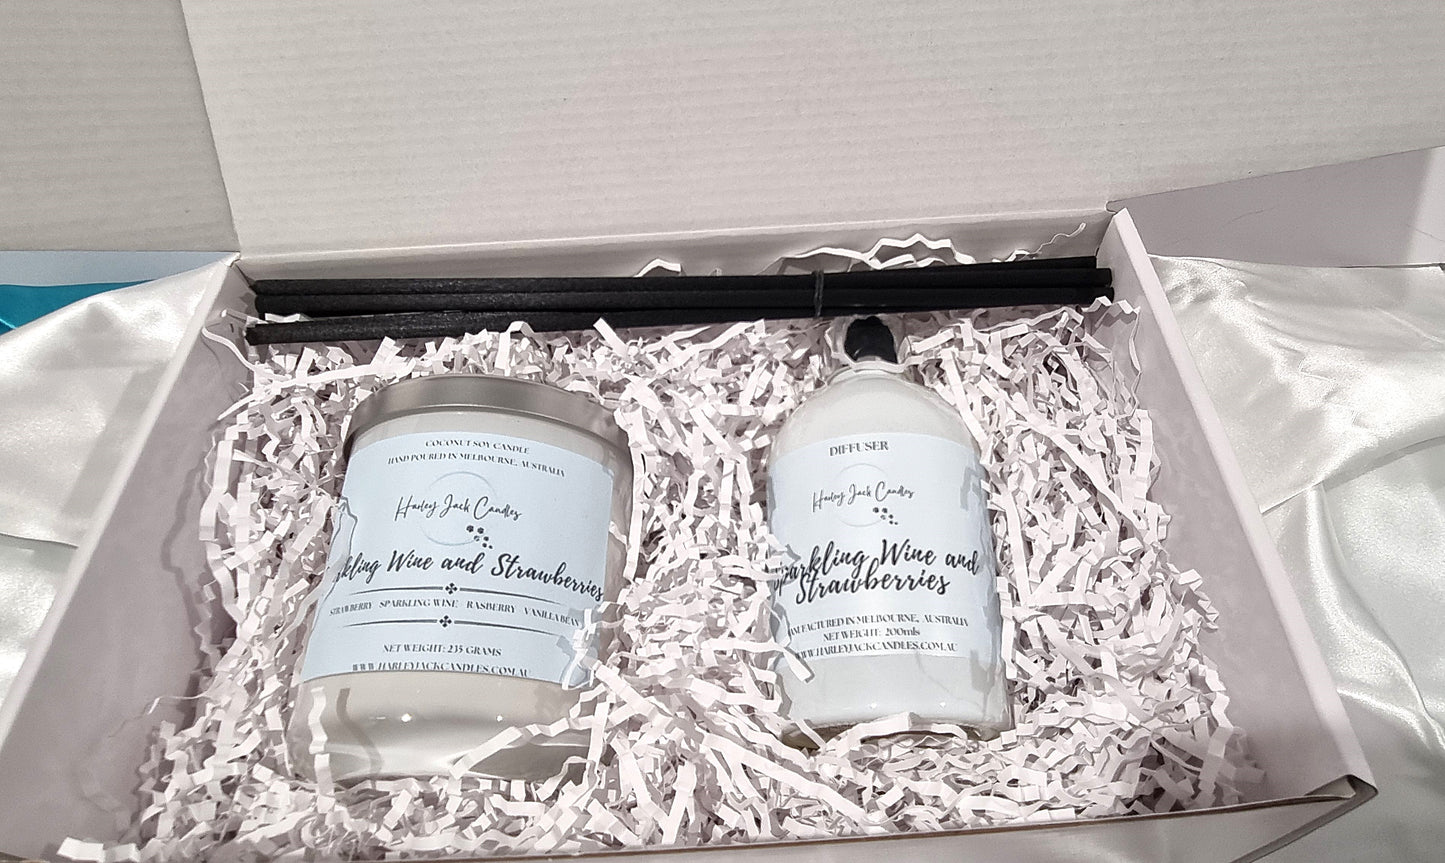 COCONUT SOY CANDLE
HAND POURED IN MELBOURNE, AUSTRALIA
Harley Jack Candles
Wine and Strawberries
STRAWBERRY SPARKLING WINE RASBERRY VANILLA BEAN
NET WEIGHT: 235 GRAMS
WWW.HARLEYJACKCANDLES.COM.AU
DIFFUSER
Harley Jack Candles
Sparkling Wine and
Strawberries
MANUFACTURED IN MELBOURNE, AUSTRALIA
NET WEIGHT: 200mls
WWW.HARLEYJACKCANDLES.COM.AU